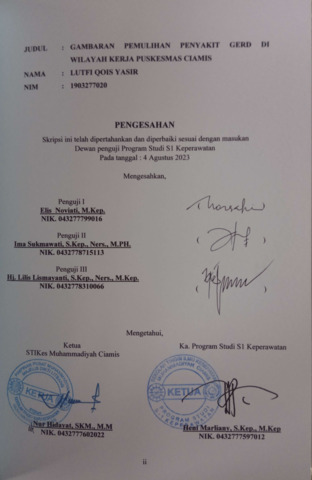 JUDUL : GAMBARAN PEMULIHAN PENYAKIT GERD DI
WILAYAH KERJA PUSKESMAS CIAMIS
NAMA : LUTFI QOIS YASIR
NIM : 1903277020
PENGESAHAN
Skripsi ini telah dipertahankan dan diperbaiki sesuai dengan masukan
Dewan penguji Program Studi S1 Keperawatan
Pada tanggal : 4 Agustus 2023
Mengesahkan,
Penguji I
Elis Noviati, M.Kep.
NIK. 043277799016
Penguji II
Ima Sukmawati, S.Kep., Ners., M.PH.
NIK. 0432778715113
( )
Penguji III
Hj. Lilis Lismayanti, S.Kep., Ners., M.Kep.
NIK. 0432778310066
( )
Mengetahui,
Ketua
STIKes Muhammadiyah Ciamis
Ka. Program Studi S1 Keperawatan
KETUA
KETUA
PROGRAM STUDI
Nur Hidayat, SKM., M.M
NIK. 0432777602022
Heni Marliany, S.Kep., M.Kep
NIK. 0432777597012
ii